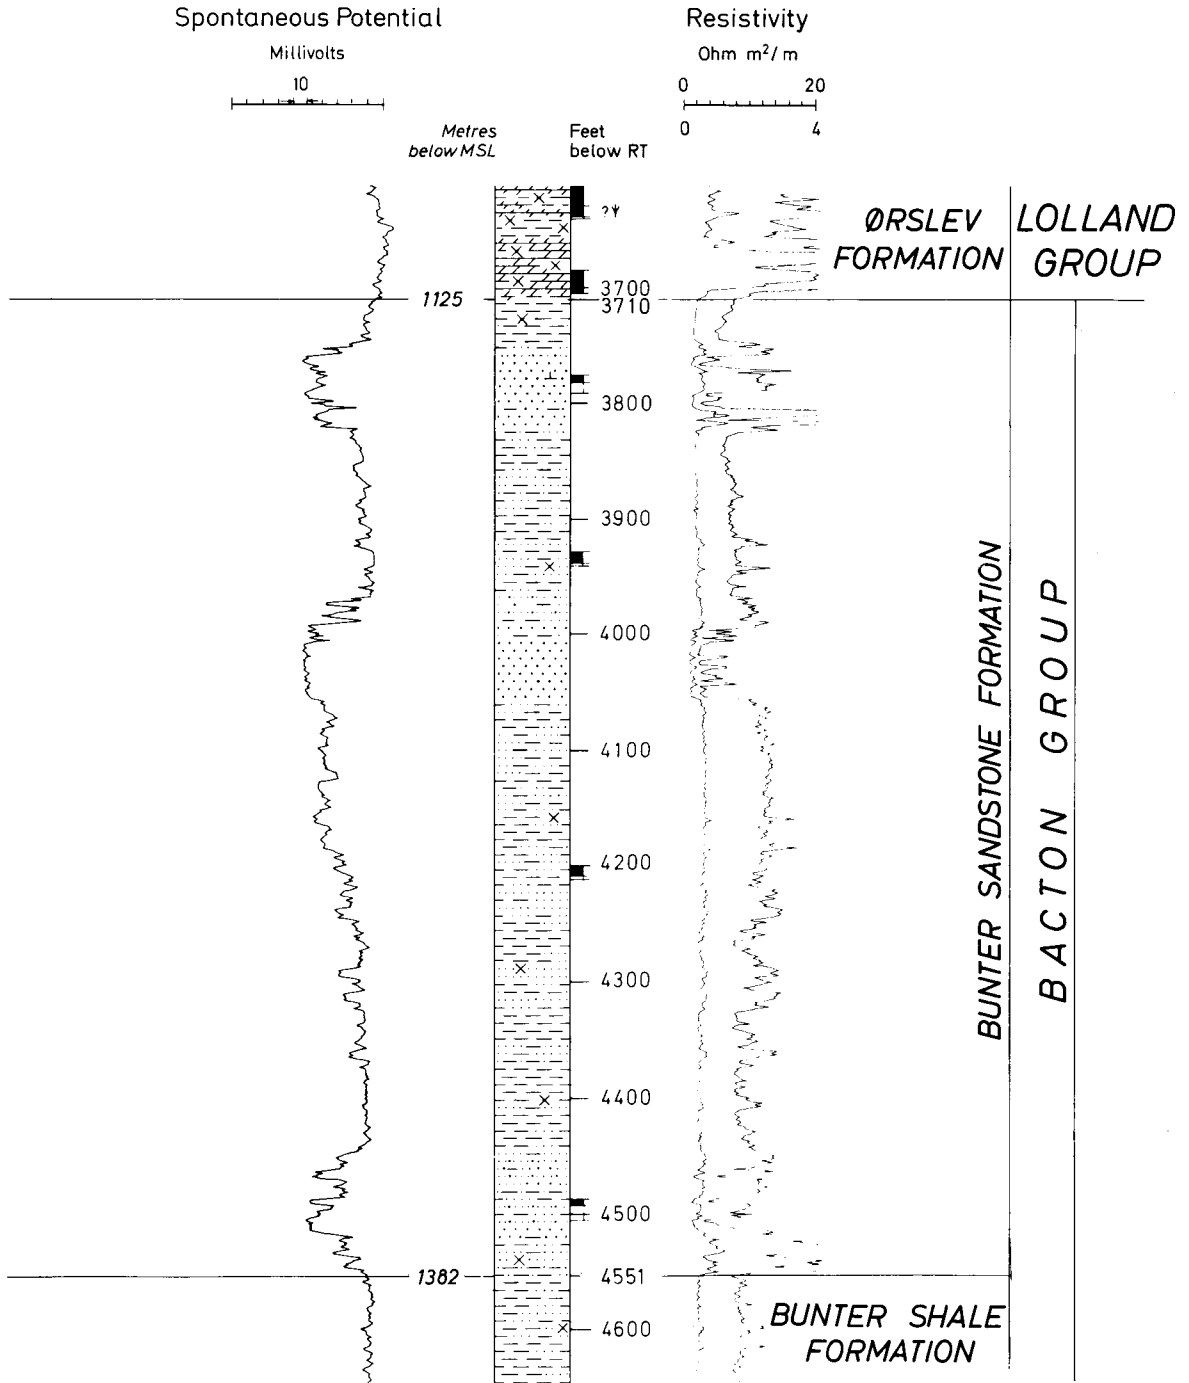 Spontaneous Potential
Resistivity
Millivolts
Ohm m²/m
10
0 20
0 4
Metres
below MSL
Feet
below RT
?
ØRSLEV
FORMATION
LOLLAND
GROUP
3700
1125
3710
3800
3900
4000
4100
4200
4300
4400
4500
BUNTER SANDSTONE FORMATION
BACTON GROUP
1382
4551
BUNTER SHALE
FORMATION
4600